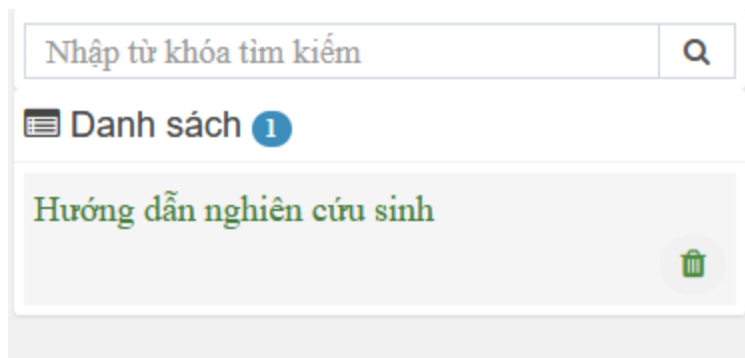 Nhập từ khóa tìm kiếm
Danh sách 1
Hướng dẫn nghiên cứu sinh